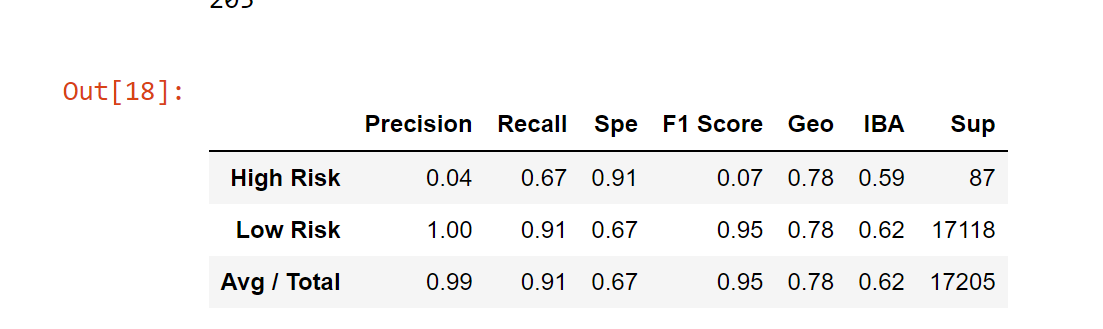 Out[18]:
Precision Recall Spe F1 Score Geo IBA Sup
High Risk 0.04 0.67 0.91 0.07 0.78 0.59 87
Low Risk 1.00 0.91 0.67 0.95 0.78 0.62 17118
Avg / Total 0.99 0.91 0.67 0.95 0.78 0.62 17205